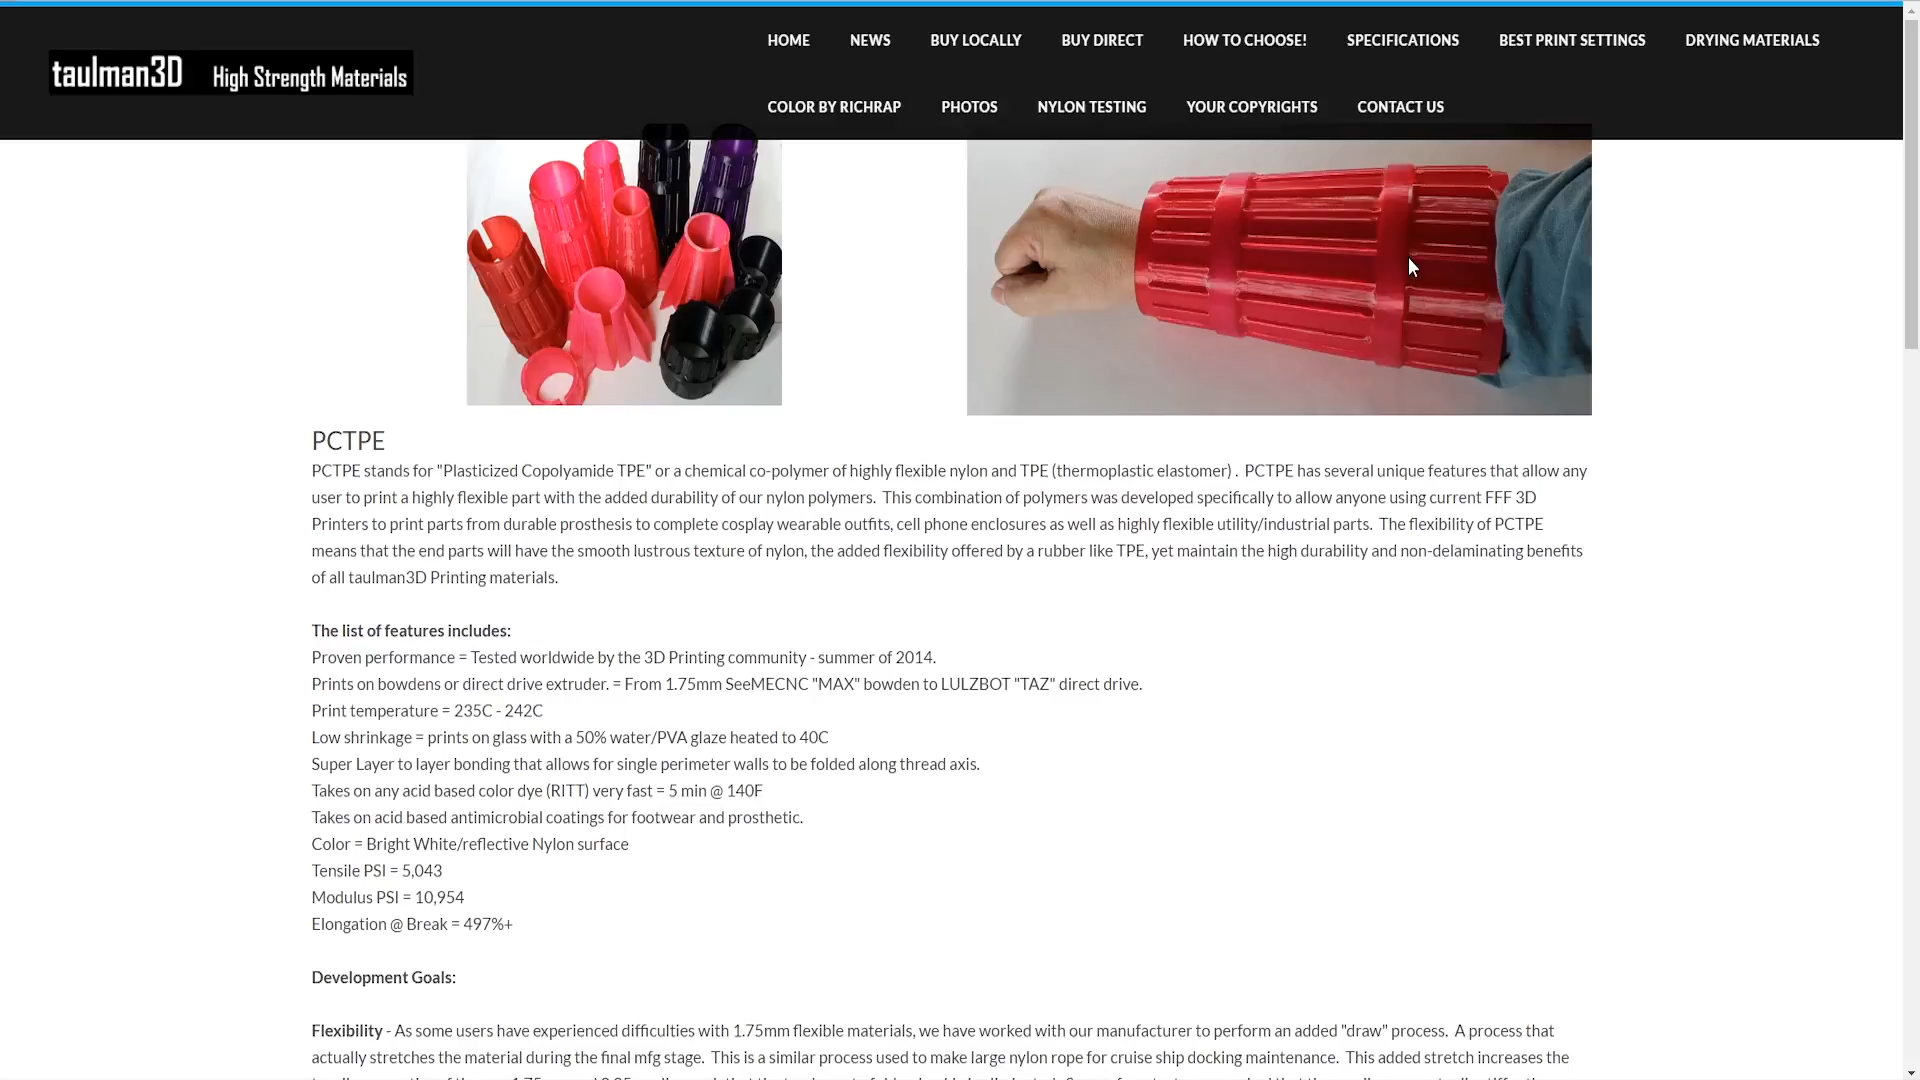 taulman3D High Strength Materials
HOME NEWS BUY LOCALLY BUY DIRECT HOW TO CHOOSE! SPECIFICATIONS BEST PRINT SETTINGS DRYING MATERIALS
COLOR BY RICHRAP PHOTOS NYLON TESTING YOUR COPYRIGHTS CONTACT US
PCTPE
PCTPE stands for "Plasticized Copolyamide TPE" or a chemical co-polymer of highly flexible nylon and TPE (thermoplastic elastomer) . PCTPE has several unique features that allow any
user to print a highly flexible part with the added durability of our nylon polymers. This combination of polymers was developed specifically to allow anyone using current FFF 3D
Printers to print parts from durable prosthesis to complete cosplay wearable outfits, cell phone enclosures as well as highly flexible utility/industrial parts. The flexibility of PCTPE
means that the end parts will have the smooth lustrous texture of nylon, the added flexibility offered by a rubber like TPE, yet maintain the high durability and non-delaminating benefits
of all taulman3D Printing materials.
The list of features includes:
Proven performance = Tested worldwide by the 3D Printing community - summer of 2014.
Prints on bowdens or direct drive extruder. = From 1.75mm SeeMECNC "MAX" bowden to LULZBOT "TAZ" direct drive.
Print temperature = 235C - 242C
Low shrinkage = prints on glass with a 50% water/PVA glaze heated to 40C
Super Layer to layer bonding that allows for single perimeter walls to be folded along thread axis.
Takes on any acid based color dye (RITT) very fast = 5 min @ 140F
Takes on acid based antimicrobial coatings for footwear and prosthetic.
Color = Bright White/reflective Nylon surface
Tensile PSI = 5,043
Modulus PSI = 10,954
Elongation @ Break = 497%+
Development Goals:
Flexibility - As some users have experienced difficulties with 1.75mm flexible materials, we have worked with our manufacturer to perform an added "draw" process. A process that
actually stretches the material during the final mfg stage. This is a similar process used to make large nylon rope for cruise ship docking maintenance. This added stretch increases the